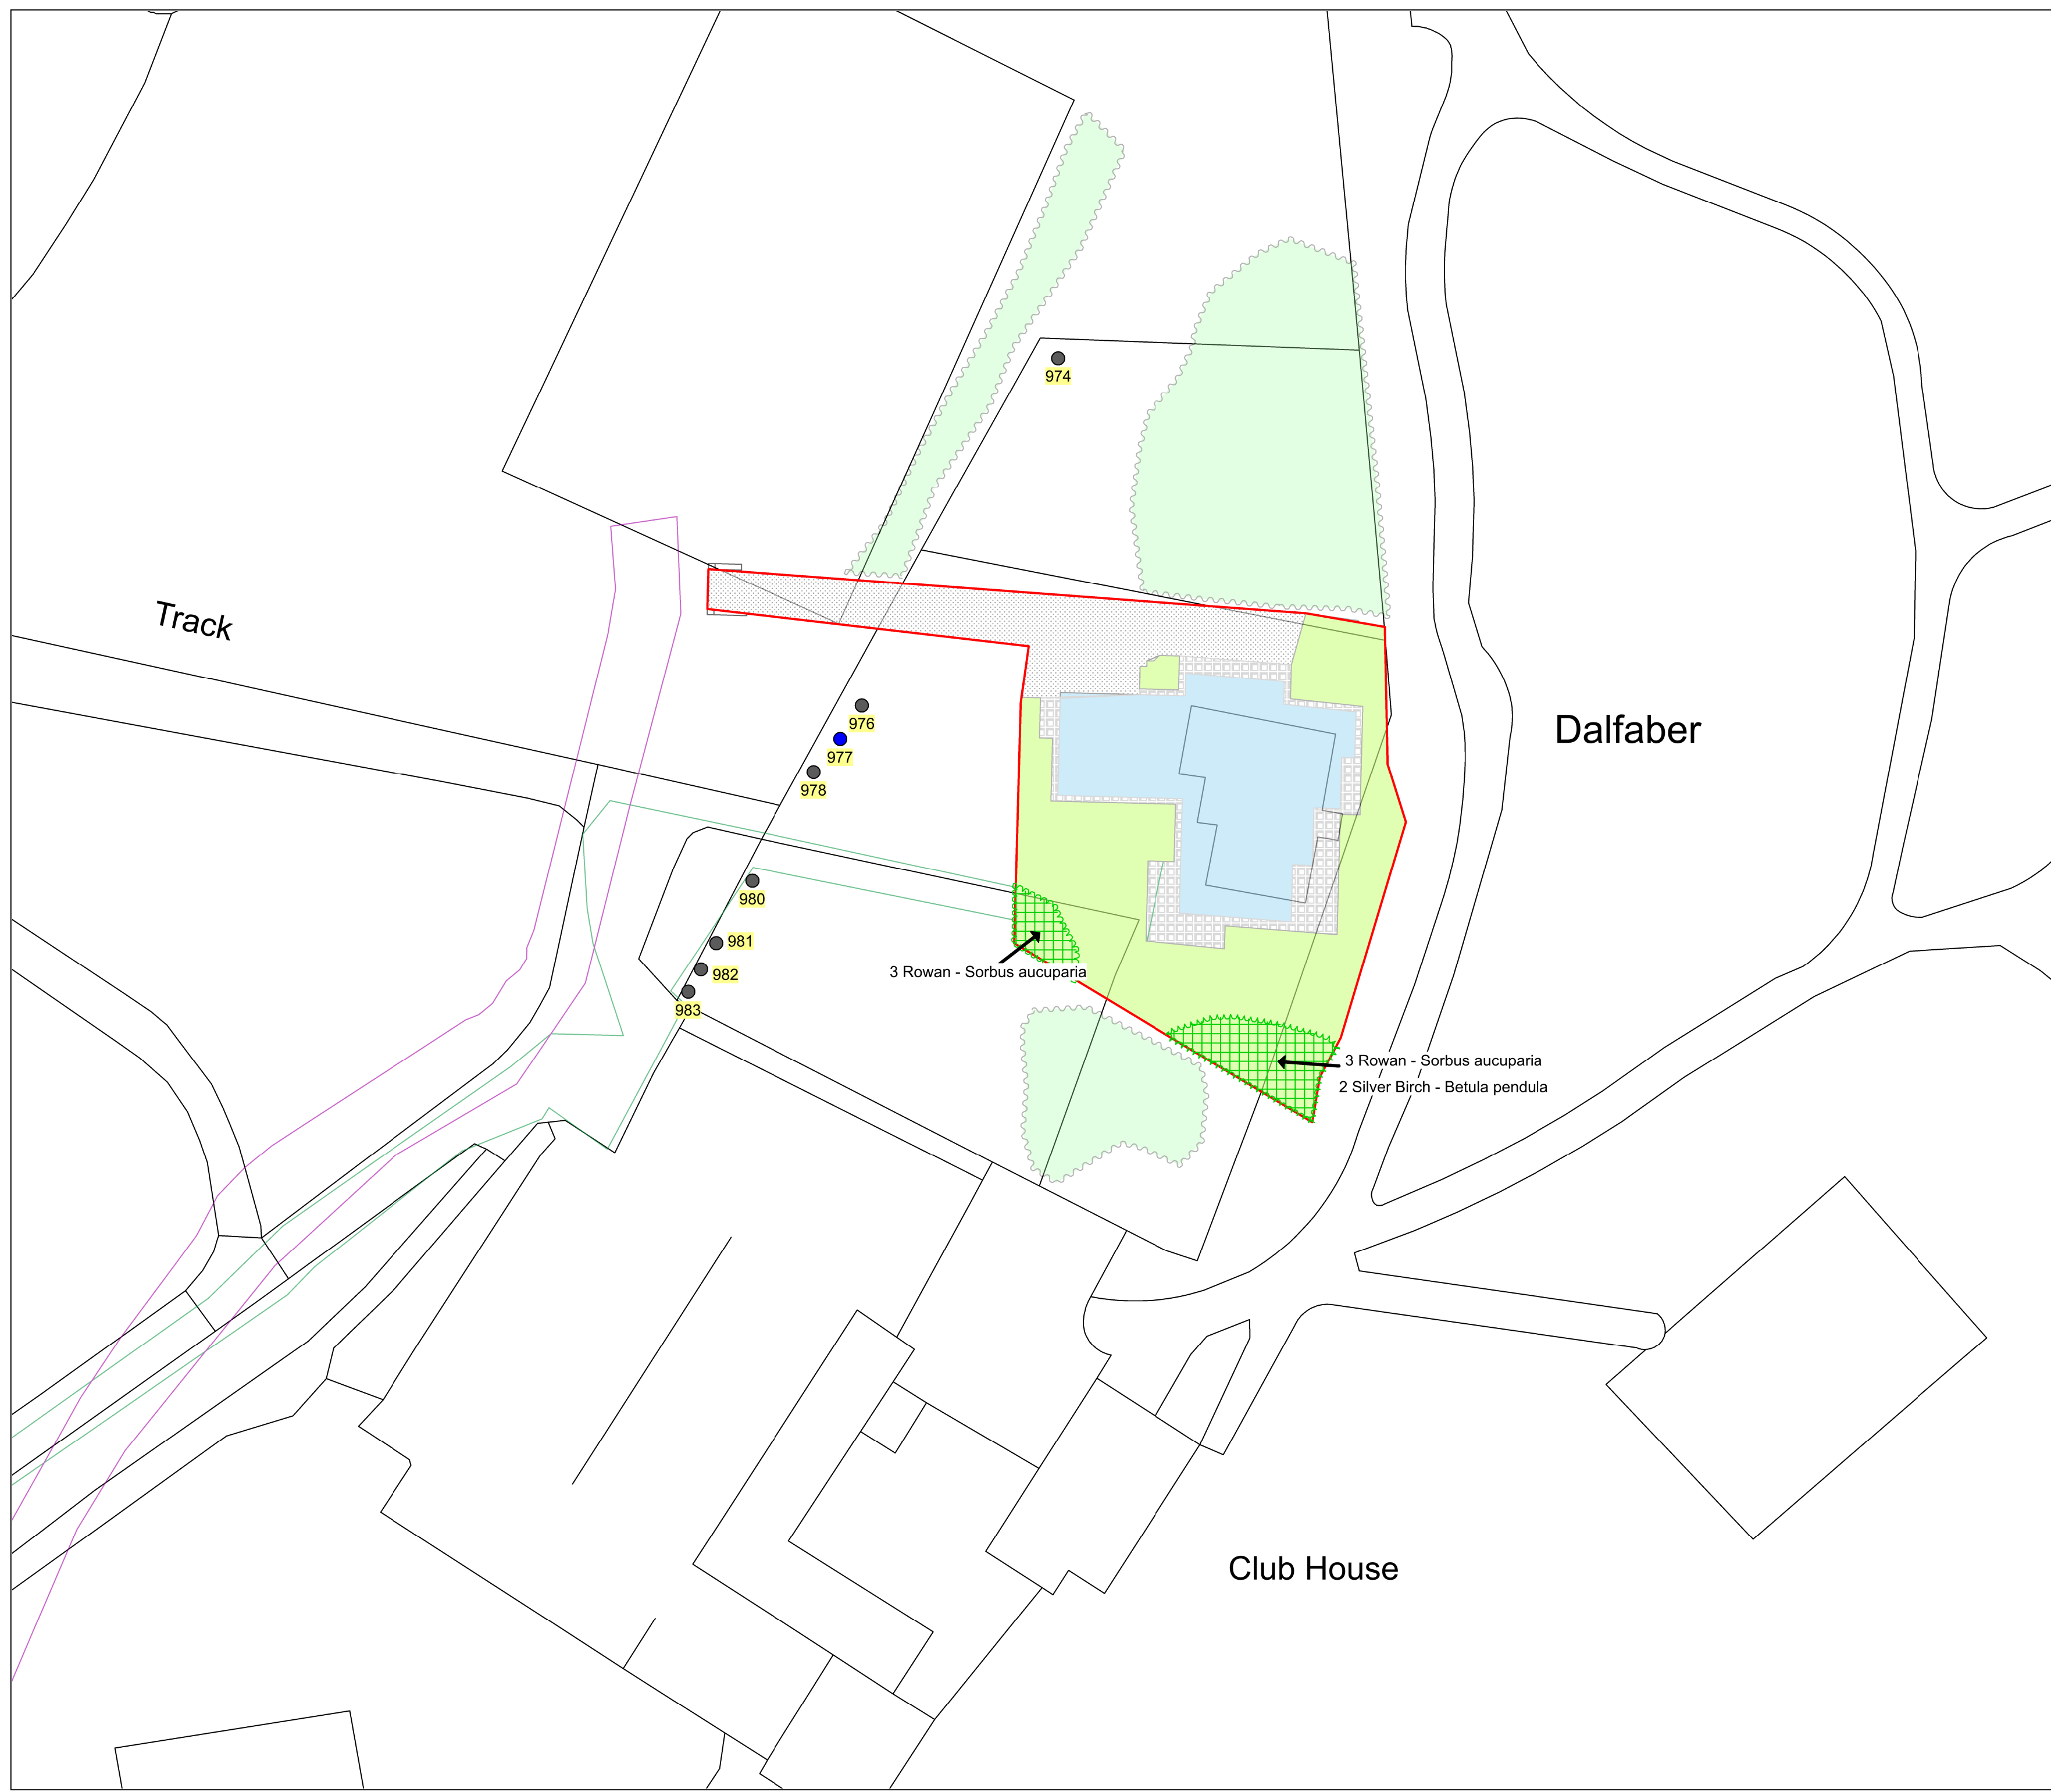 974
Track
976
Dalfaber
977
978
980
981
982
3 Rowan - Sorbus aucuparia
983
3 Rowan - Sorbus aucuparia
2 Silver Birch - Betula pendula
Club House